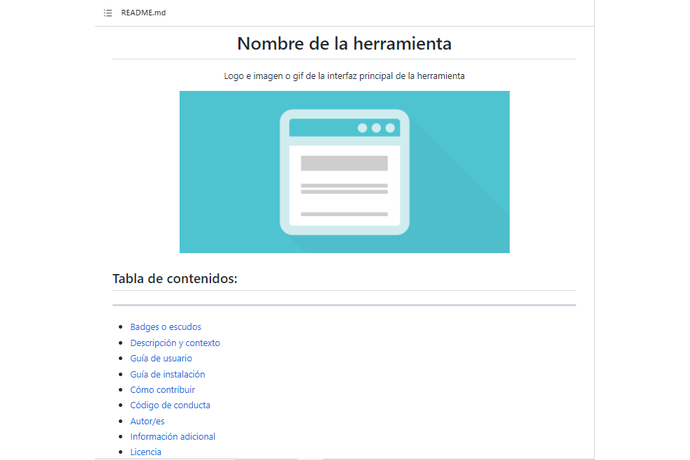 README.md
Nombre de la herramienta
Logo e imagen o gif de la interfaz principal de la herramienta
Tabla de contenidos:
Badges o escudos
Descripción y contexto
Guía de usuario
Guía de instalación
Cómo contribuir
Código de conducta
Autor/es
Información adicional
Licencia